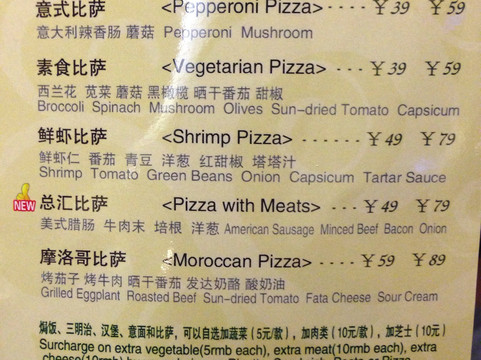 意式比萨 <Pepperoni Pizza> ---- ￥39 ￥59
意大利辣香肠 蘑菇 Pepperoni Mushroom
素食比萨 <Vegetarian Pizza> ---- ￥39 ￥59
西兰花 苋菜 蘑菇 黑橄榄 晒干番茄 甜椒
Broccoli Spinach Mushroom Olives Sun-dried Tomato Capsicum
鲜虾比萨 <Shrimp Pizza> ---- ￥49 ￥79
鲜虾仁 番茄 青豆 洋葱 红甜椒 塔塔汁
Shrimp Tomato Green Beans Onion Capsicum Tartar Sauce
NEW 总汇比萨 <Pizza with Meats> --- ￥49 ￥79
美式腊肠 牛肉末 培根 洋葱 American Sausage Minced Beef Bacon Onion
摩洛哥比萨 <Moroccan Pizza> ---- ￥59 ￥89
烤茄子 烤牛肉 晒干番茄 发达奶酪 酸奶油
Grilled Eggplant Roasted Beef Sun-dried Tomato Fata Cheese Sour Cream
焗饭、三明治、汉堡、意面和比萨，可以自选加蔬菜（5元/款），加肉类（10元/款），加芝士（10元）
Surcharge on extra vegetable(5rmb each), extra meat(10rmb each), extra